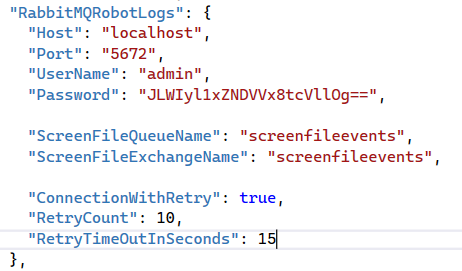 "RabbitMQRobotLogs": {
"Host": "localhost",
"Port": "5672",
"UserName": "admin",
"Password": "JLWIyl1xZNDVVx8tcVllOg==",
"ScreenFileQueueName": "screenfileevents",
"ScreenFileExchangeName": "screenfileevents",
"ConnectionWithRetry": true,
"RetryCount": 10,
"RetryTimeOutInSeconds": 15
},